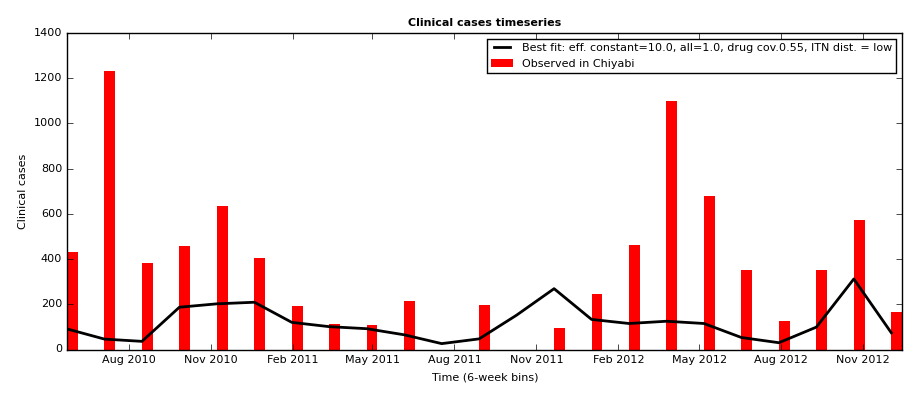 Clinical cases timeseries
Best fit: eff. constant=10.0, all=1.0, drug cov.0.55, ITN dist. = low
Observed in Chiyabi
Clinical cases
1400
1200
1000
800
600
400
200
0
Aug 2010 Nov 2010 Feb 2011 May 2011 Aug 2011 Nov 2011 Feb 2012 May 2012 Aug 2012 Nov 2012
Time (6-week bins)